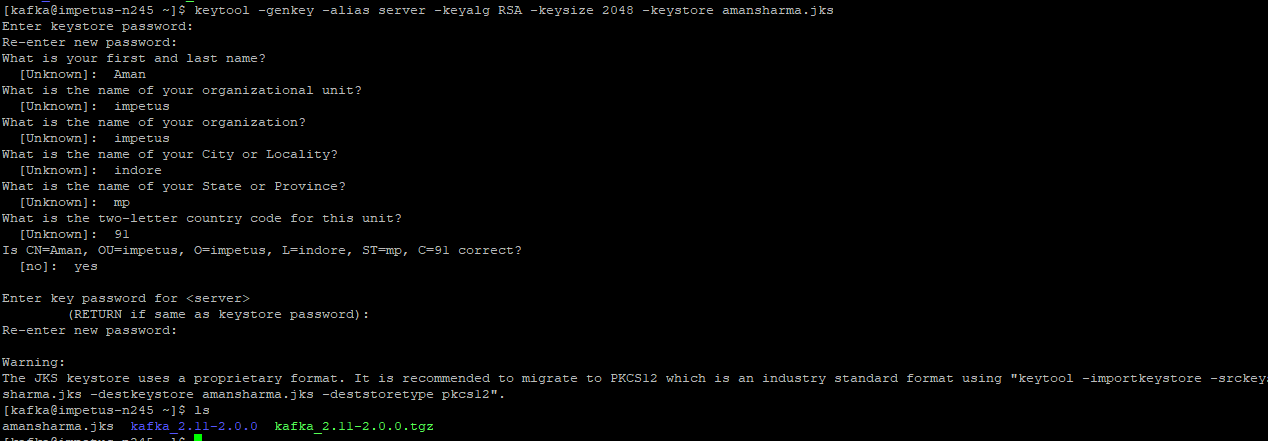 [kafka@impetus-n245 ~]$ keytool -genkey -alias server -keyalg RSA -keysize 2048 -keystore amansharma.jks
Enter keystore password:
Re-enter new password:
What is your first and last name?
  [Unknown]:  Aman
What is the name of your organizational unit?
  [Unknown]:  impetus
What is the name of your organization?
  [Unknown]:  impetus
What is the name of your City or Locality?
  [Unknown]:  indore
What is the name of your State or Province?
  [Unknown]:  mp
What is the two-letter country code for this unit?
  [Unknown]:  91
Is CN=Aman, OU=impetus, O=impetus, L=indore, ST=mp, C=91 correct?
  [no]:  yes

Enter key password for <server>
        (RETURN if same as keystore password):
Re-enter new password:

Warning:
The JKS keystore uses a proprietary format. It is recommended to migrate to PKCS12 which is an industry standard format using "keytool -importkeystore -srckeys
sharma.jks -destkeystore amansharma.jks -deststoretype pkcs12".
[kafka@impetus-n245 ~]$ ls
amansharma.jks  kafka_2.11-2.0.0  kafka_2.11-2.0.0.tgz
[kafka@impetus-n245 ~]$